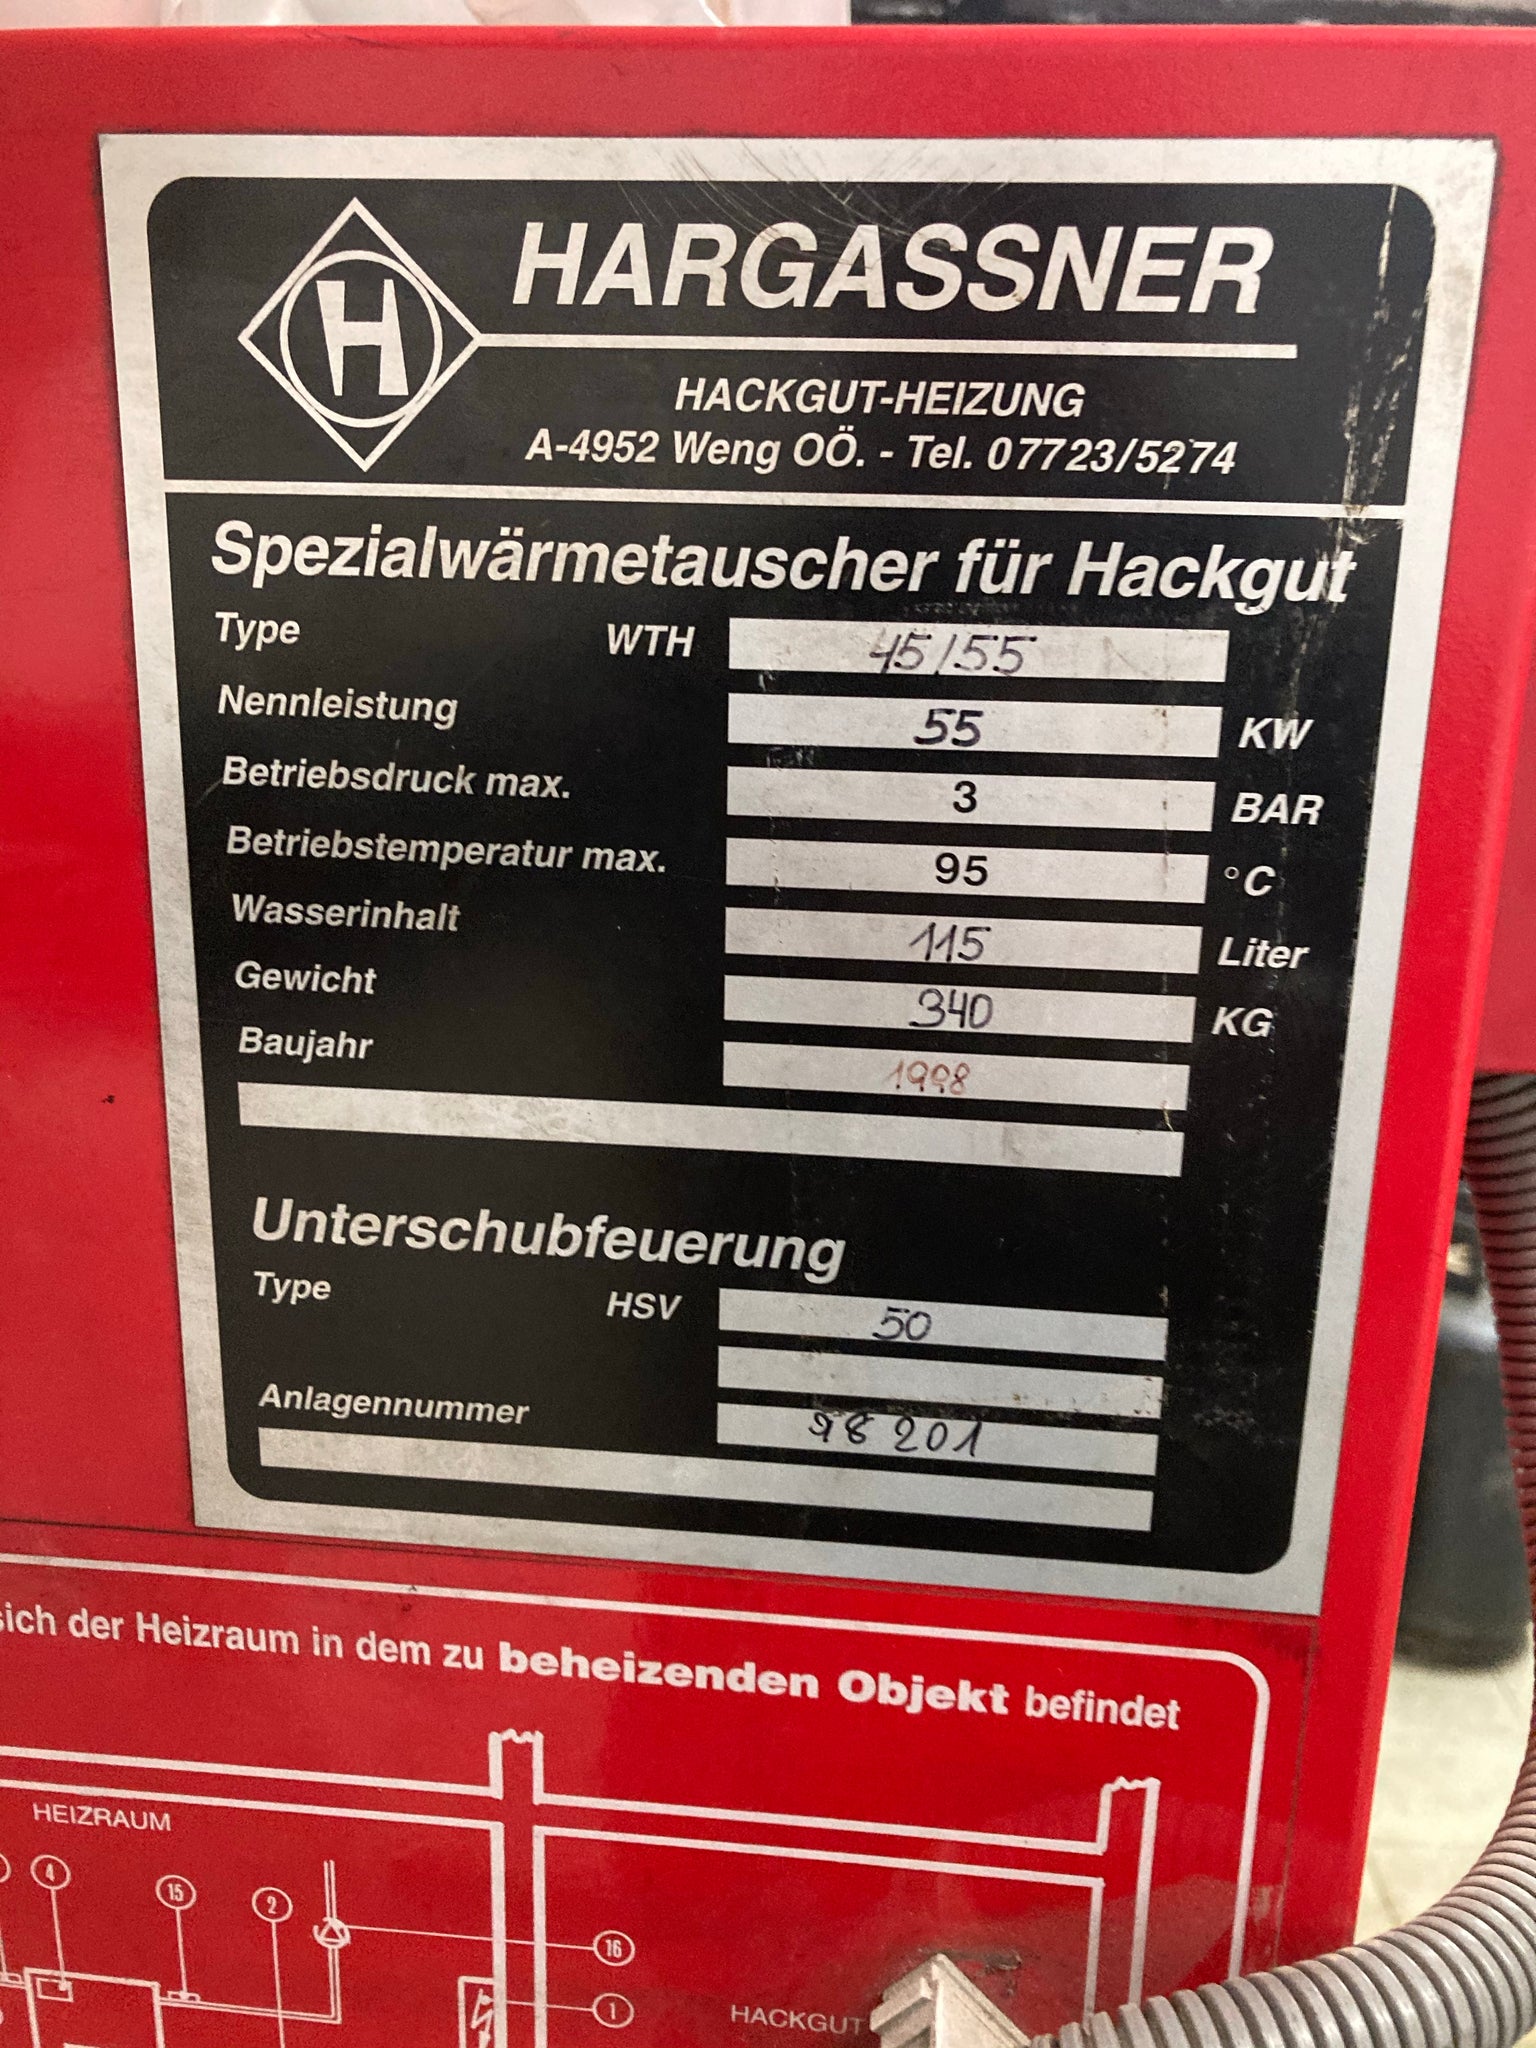 H
HARGASSNER
HACKGUT-HEIZUNG
A-4952 Weng OÖ. - Tel. 07723/5274
Spezialwärmetauscher für Hackgut
Type WTH 45/55
Nennleistung 55 KW
Betriebsdruck max. 3 BAR
Betriebstemperatur max. 95 °C
Wasserinhalt 115 Liter
Gewicht 340 KG
Baujahr 1998
Unterschubfeuerung
Type HSV 50
Anlagennummer 98 201
sich der Heizraum in dem zu beheizenden Objekt befindet
HEIZRAUM
4 15 2
16
1
HACKGUT